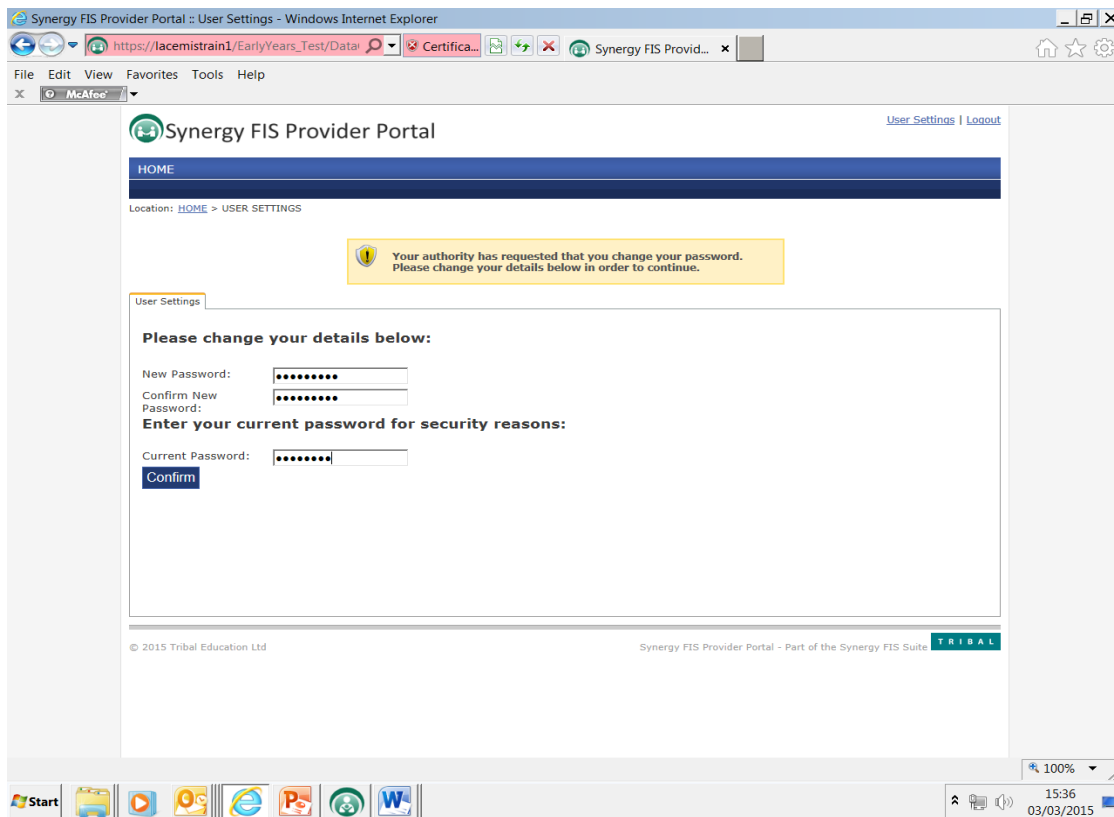 Synergy FIS Provider Portal :: User Settings - Windows Internet Explorer
https://lacemistrain1/EarlyYears_Test/Data Certifica... Synergy FIS Provid...
File Edit View Favorites Tools Help
X McAfee
Synergy FIS Provider Portal
User Settings | Logout
HOME
Location: HOME > USER SETTINGS
Your authority has requested that you change your password.
Please change your details below in order to continue.
User Settings
Please change your details below:
New Password: •••••••••
Confirm New
Password: •••••••••
Enter your current password for security reasons:
Current Password: ••••••••
Confirm
© 2015 Tribal Education Ltd
Synergy FIS Provider Portal - Part of the Synergy FIS Suite TRIBAL
100%
Start
15:36
03/03/2015